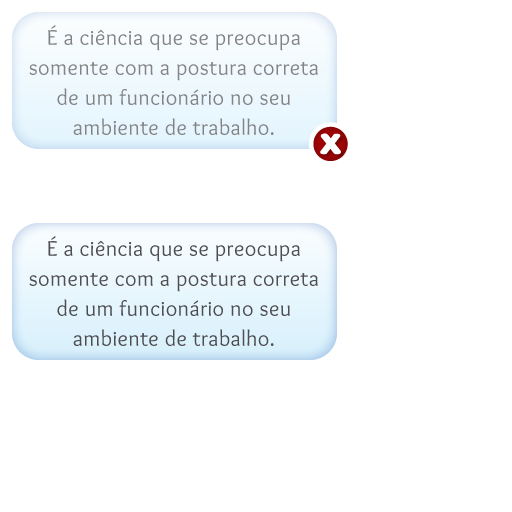 É a ciência que se preocupa
somente com a postura correta
de um funcionário no seu
ambiente de trabalho.
X
É a ciência que se preocupa
somente com a postura correta
de um funcionário no seu
ambiente de trabalho.